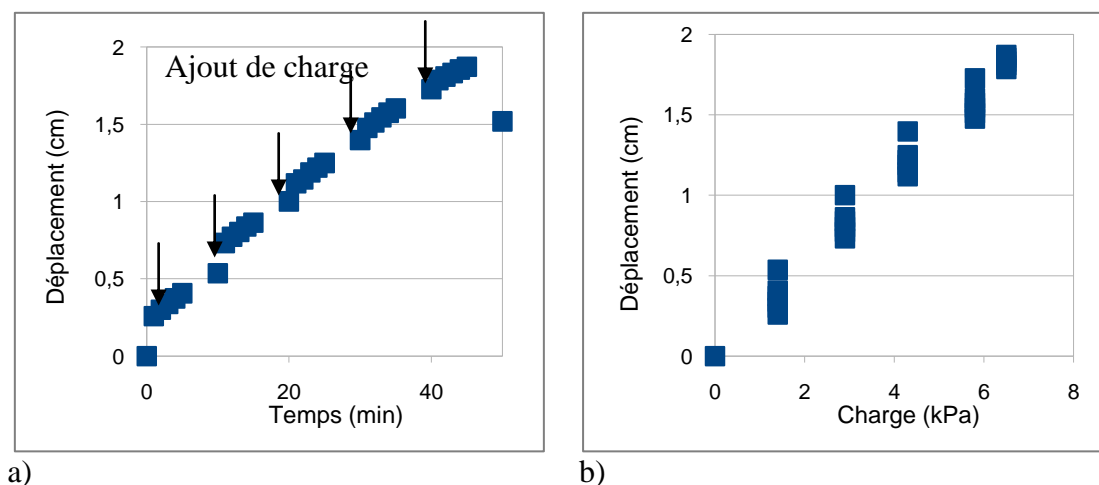 2
Ajout de charge
1,5
1
0,5
0
Déplacement (cm)
0 20 40
Temps (min)
a)
2
1,5
1
0,5
0
Déplacement (cm)
0 2 4 6 8
Charge (kPa)
b)